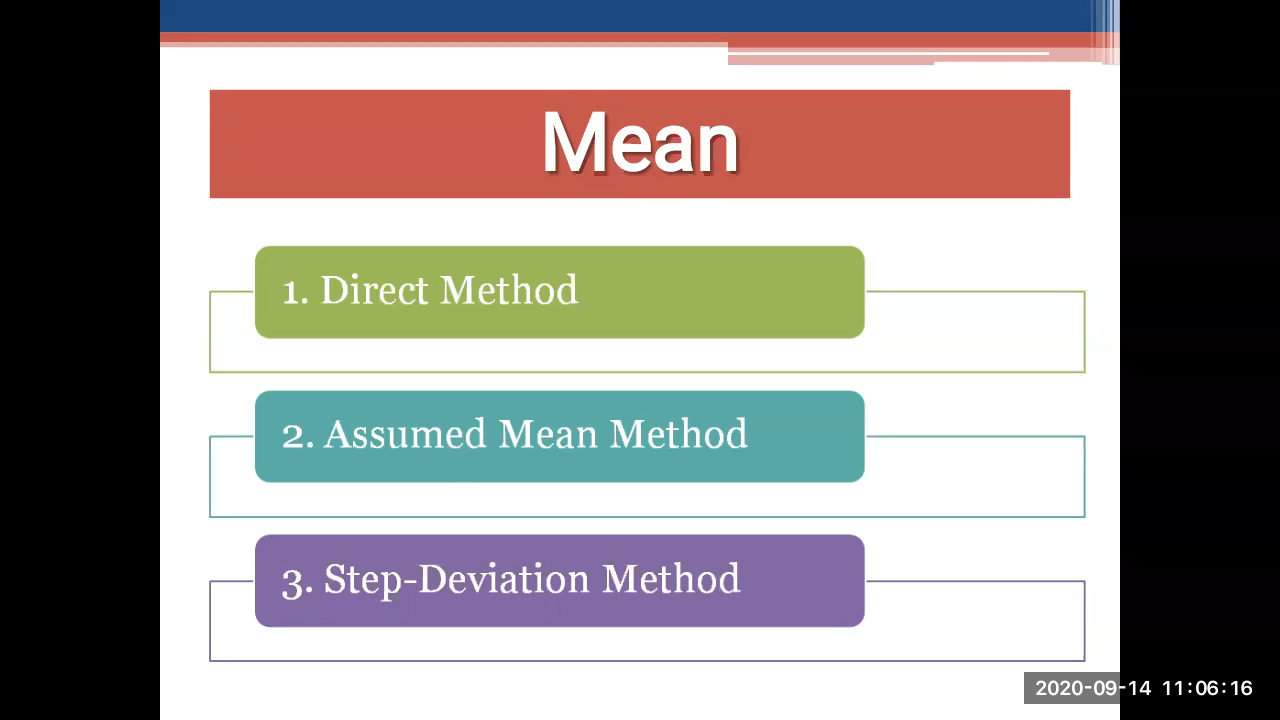 Mean
1. Direct Method
2. Assumed Mean Method
3. Step-Deviation Method
2020-09-14 11:06:16